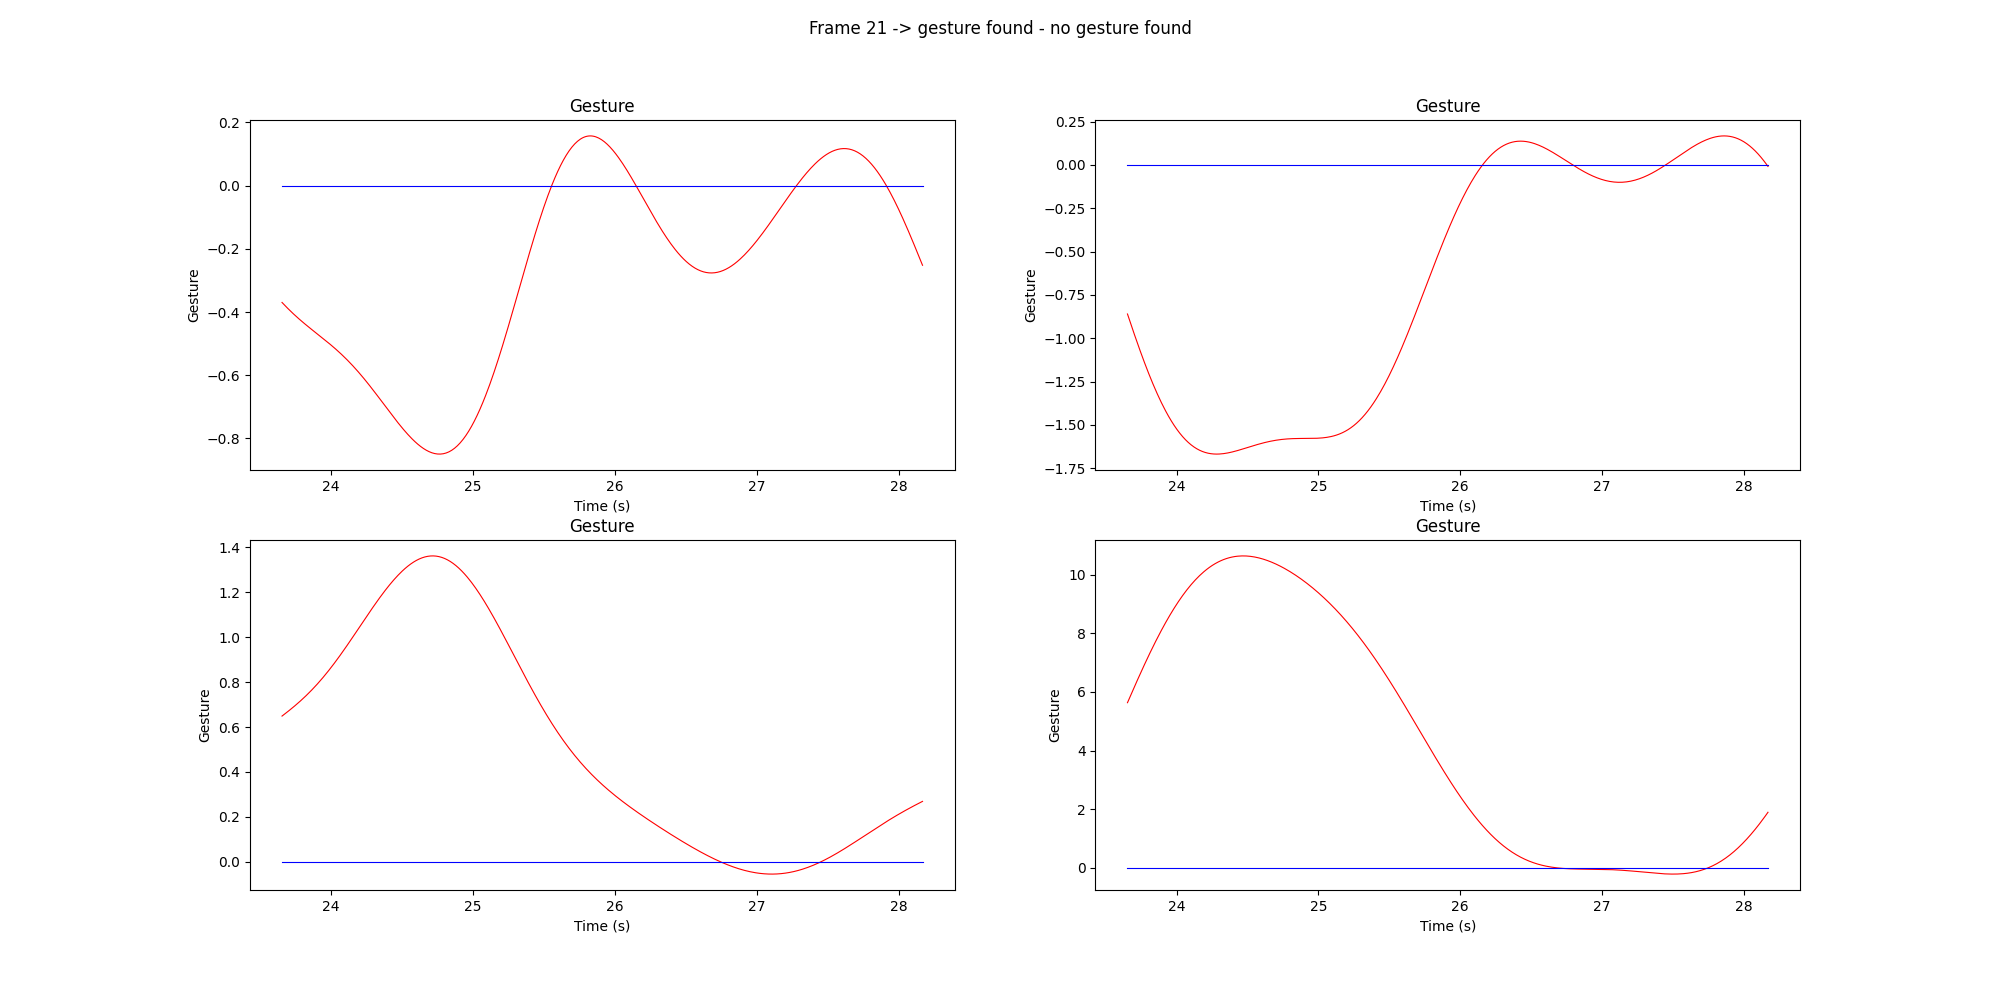 Frame 21 -> gesture found - no gesture found
Gesture
0.2
0.0
−0.2
−0.4
−0.6
−0.8
Gesture
24 25 26 27 28
Time (s)
Gesture
0.25
0.00
−0.25
−0.50
−0.75
−1.00
−1.25
−1.50
−1.75
Gesture
24 25 26 27 28
Time (s)
Gesture
1.4
1.2
1.0
0.8
0.6
0.4
0.2
0.0
Gesture
24 25 26 27 28
Time (s)
Gesture
10
8
6
4
2
0
Gesture
24 25 26 27 28
Time (s)